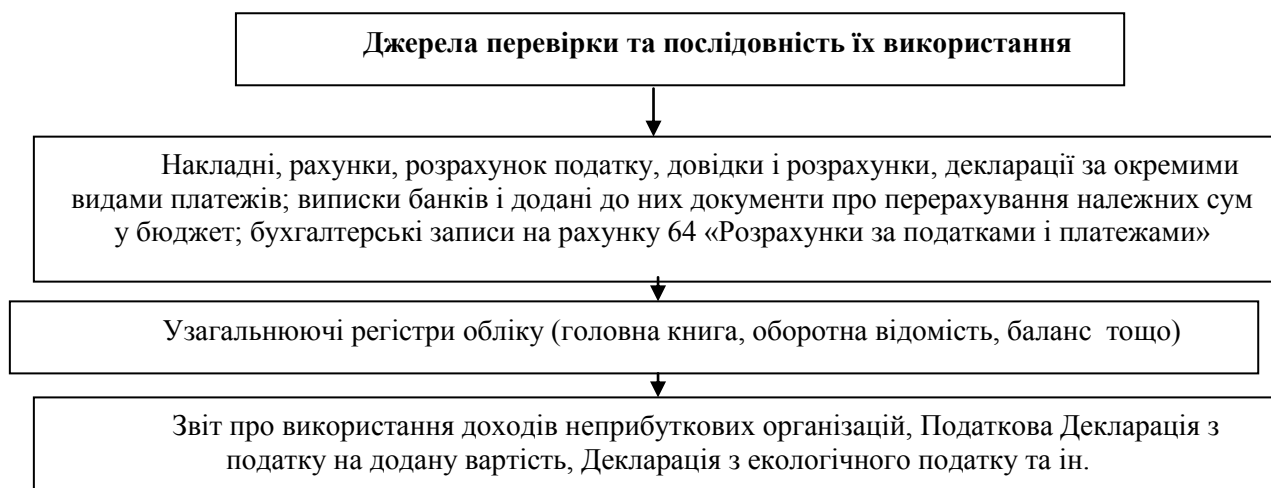 Джерела перевірки та послідовність їх використання
Накладні, рахунки, розрахунок податку, довідки і розрахунки, декларації за окремими
видами платежів; виписки банків і додані до них документи про перерахування належних сум
у бюджет; бухгалтерські записи на рахунку 64 «Розрахунки за податками і платежами»
Узагальнюючі регістри обліку (головна книга, оборотна відомість, баланс тощо)
Звіт про використання доходів неприбуткових організацій, Податкова Декларація з
податку на додану вартість, Декларація з екологічного податку та ін.